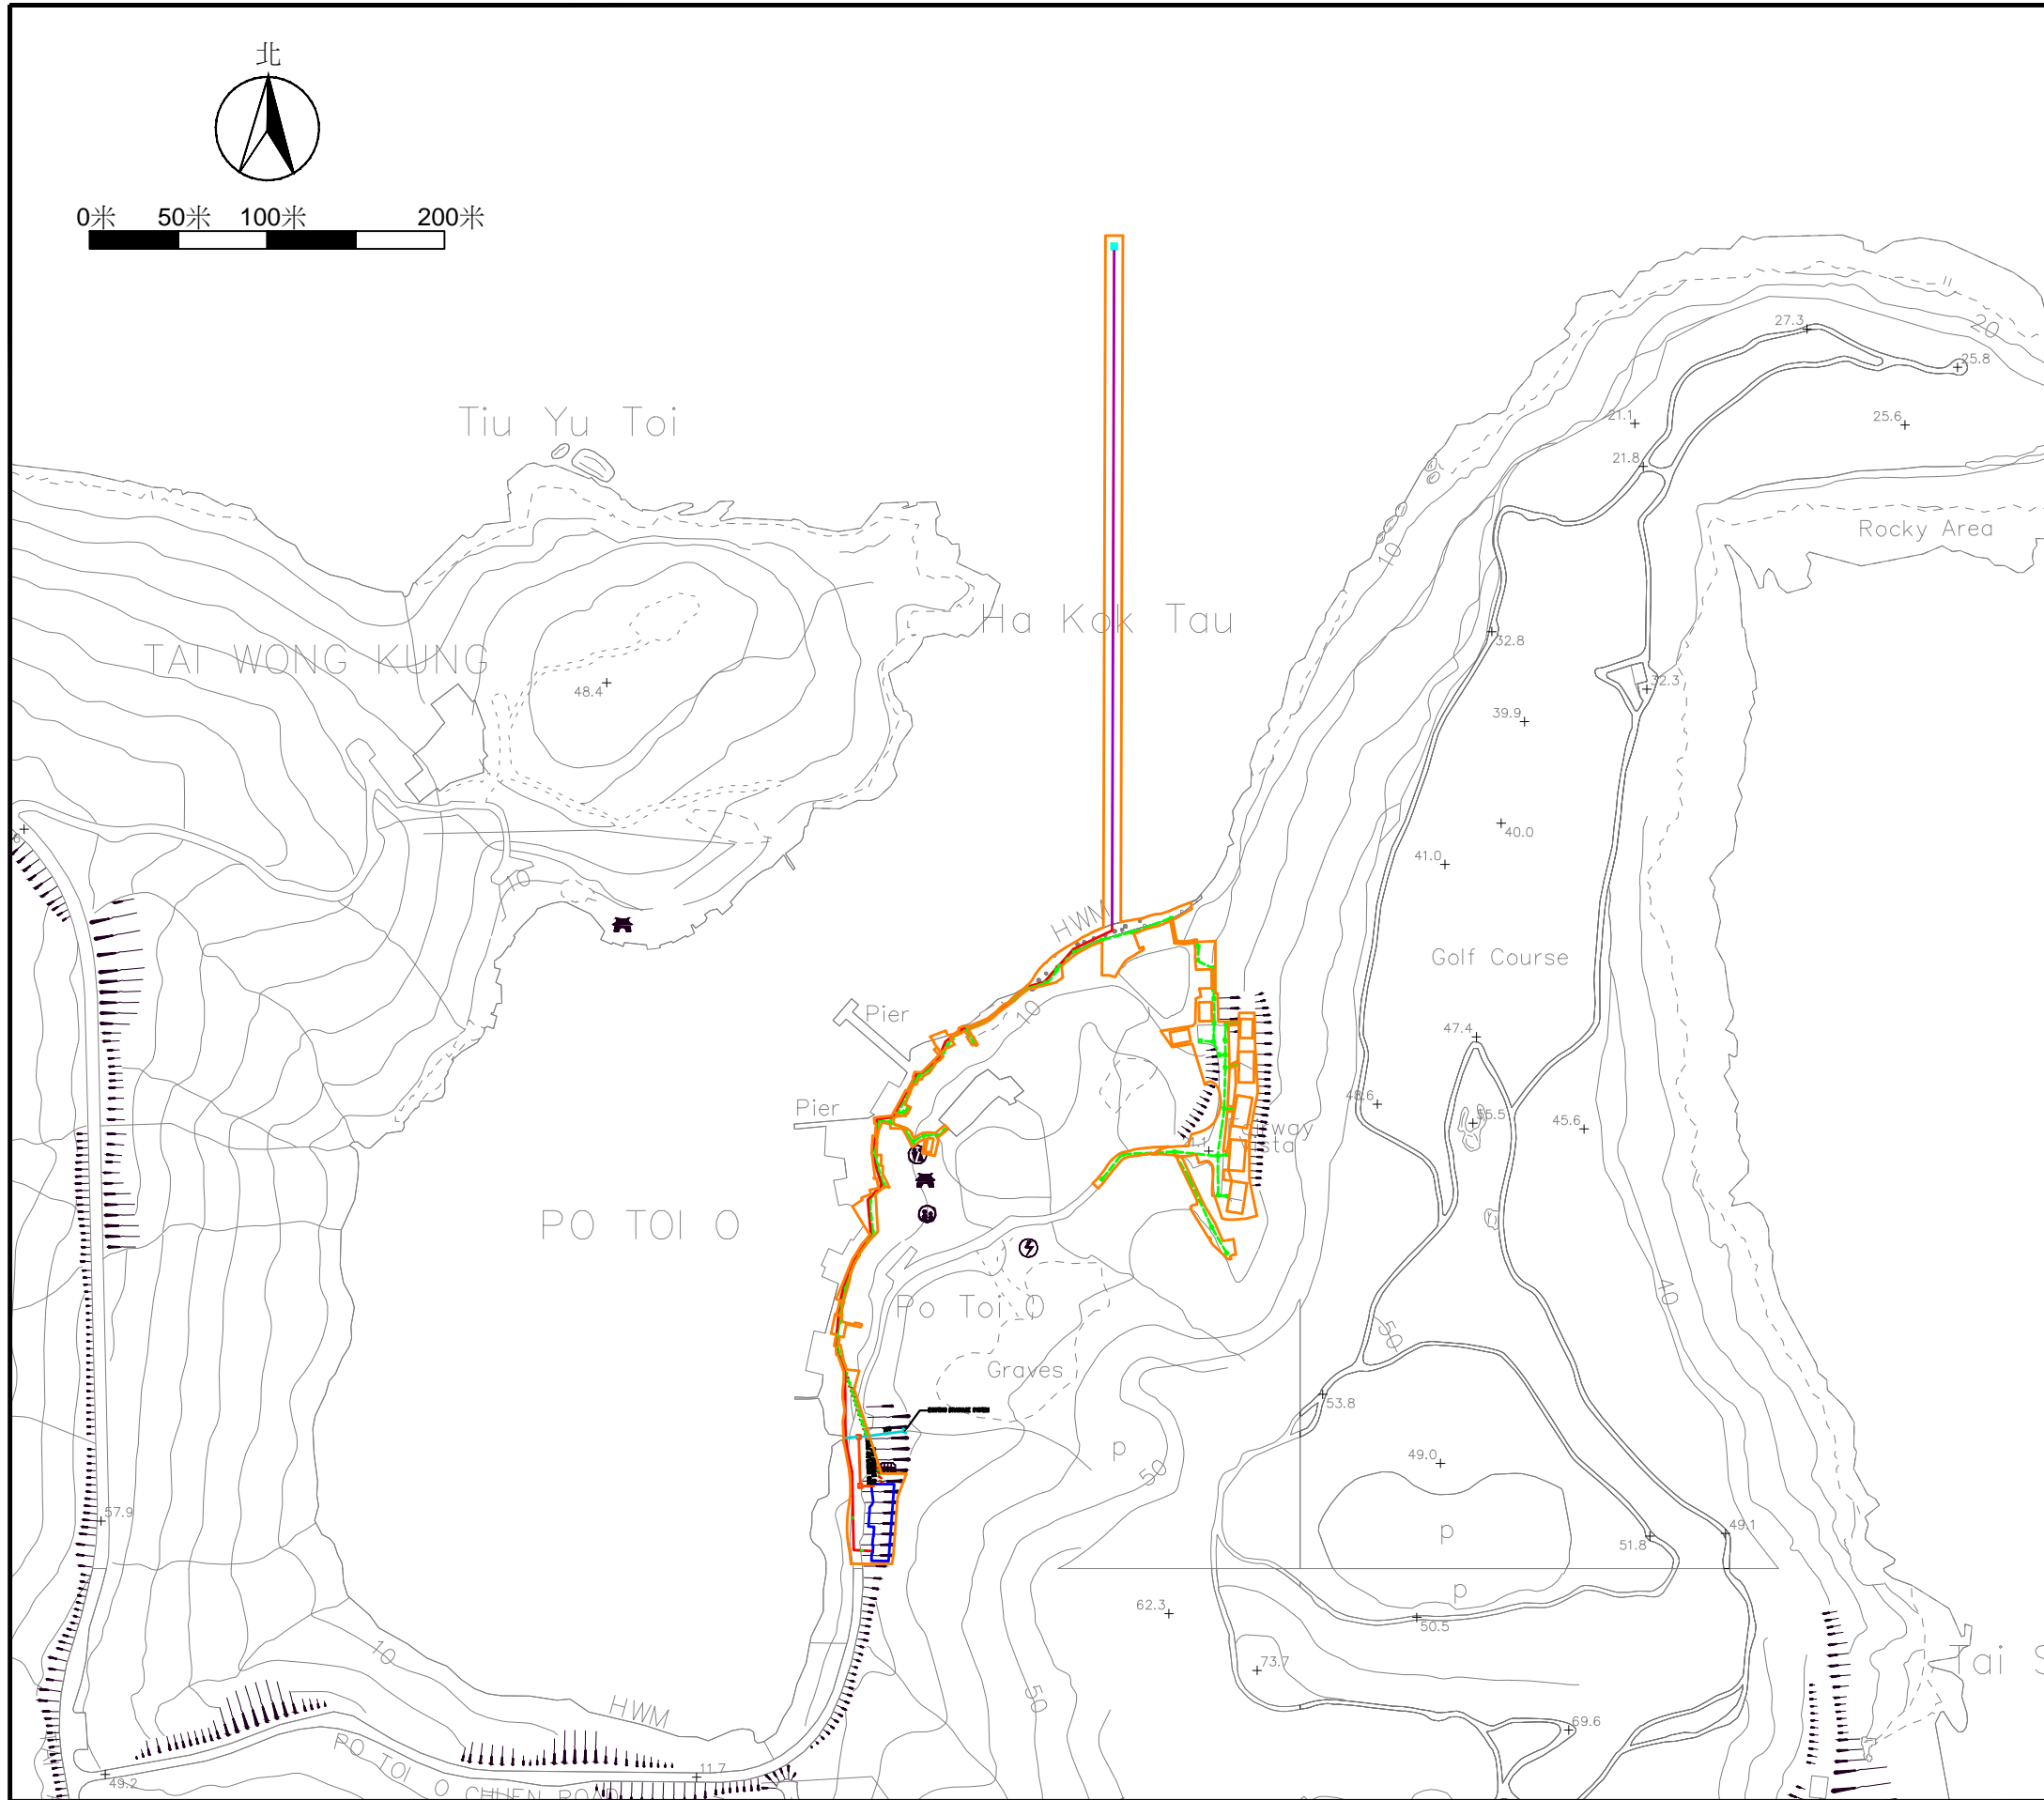 北
0米 50米 100米 200米
27.3
20
25.8
Tiu Yu Toi
21.1
25.6
21.8
Rocky Area
10
Ha Kok Tau
32.8
TAI WONG KUNG
48.4
32.3
39.9
40.0
41.0
10
HWM
Golf Course
Pier
10
47.4
Pier
48.6
55.5
45.6
Vista
PO TOI O
40
Po Toi O
50
Graves
53.8
p
50
49.0
57.9
p
49.1
51.8
p
62.3
50.5
10
73.7
Tai S
50
HWM
69.6
PO TOI O CHUEN ROAD
11.7
49.2